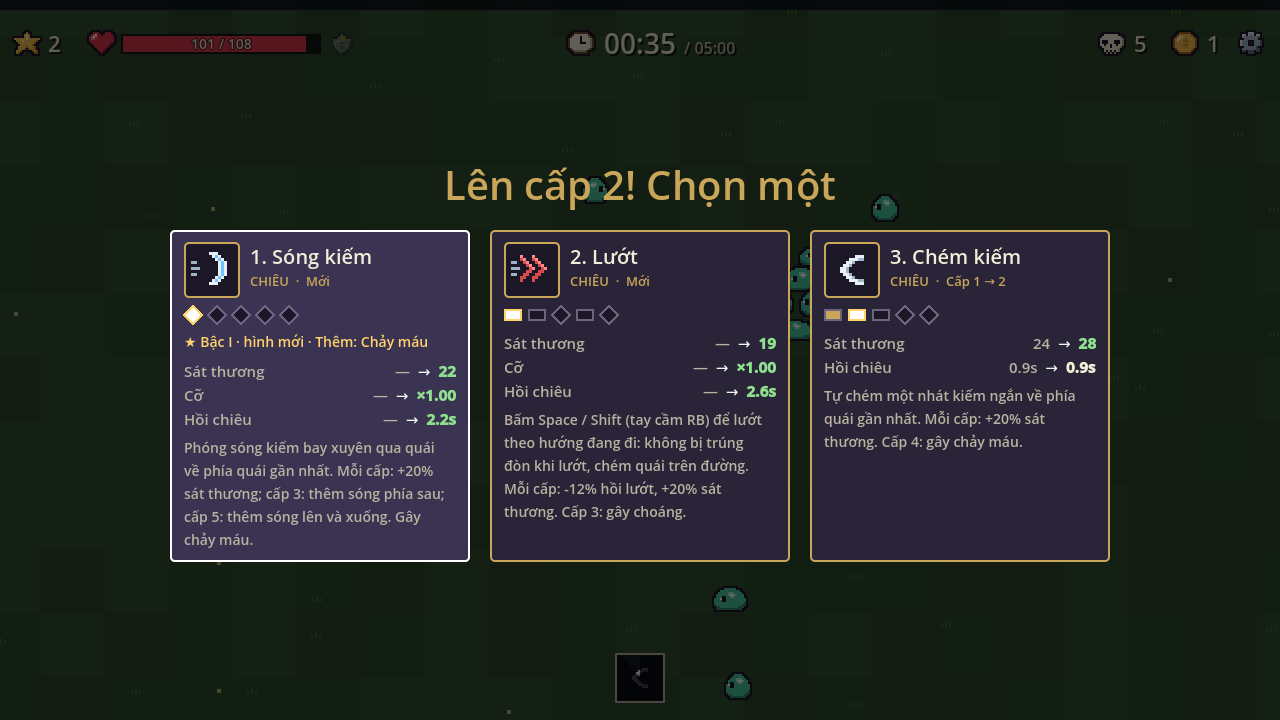 2
101 / 108
00:35 / 05:00
5
1
Lên cấp 2! Chọn một
1. Sóng kiếm
CHIÊU · Mới
★ Bậc I · hình mới · Thêm: Chảy máu
Sát thương — → 22
Cỡ — → ×1.00
Hồi chiêu — → 2.2s
Phóng sóng kiếm bay xuyên qua quái
về phía quái gần nhất. Mỗi cấp: +20%
sát thương; cấp 3: thêm sóng phía sau;
cấp 5: thêm sóng lên và xuống. Gây
chảy máu.
2. Lướt
CHIÊU · Mới
Sát thương — → 19
Cỡ — → ×1.00
Hồi chiêu — → 2.6s
Bấm Space / Shift (tay cầm RB) để lướt
theo hướng đang đi: không bị trúng
đòn khi lướt, chém quái trên đường.
Mỗi cấp: -12% hồi lướt, +20% sát
thương. Cấp 3: gây choáng.
3. Chém kiếm
CHIÊU · Cấp 1 → 2
Sát thương 24 → 28
Hồi chiêu 0.9s → 0.9s
Tự chém một nhát kiếm ngắn về phía
quái gần nhất. Mỗi cấp: +20% sát
thương. Cấp 4: gây chảy máu.